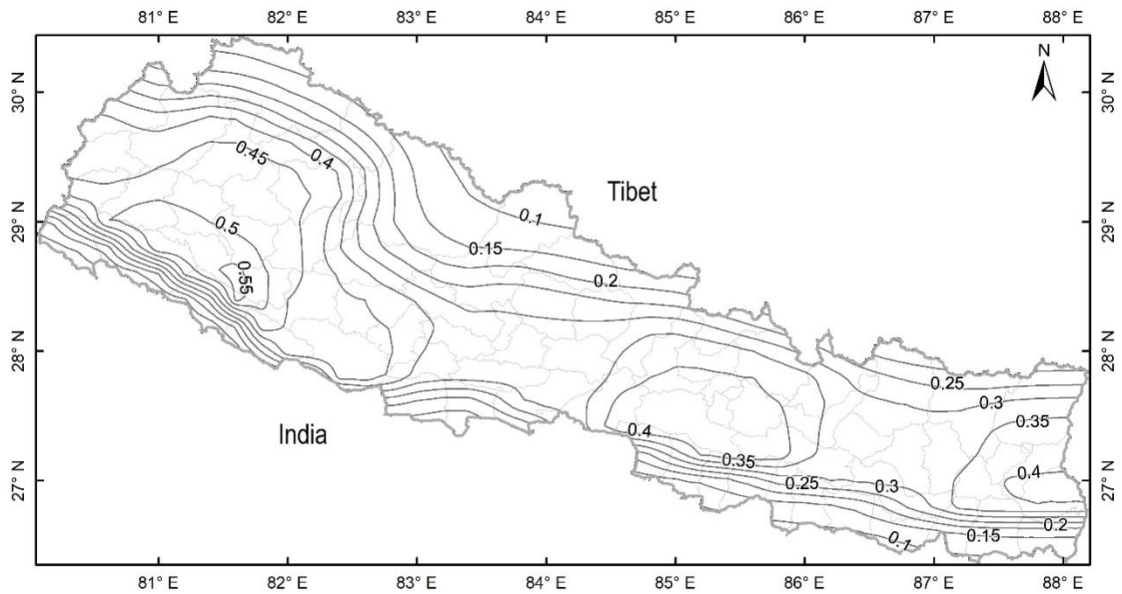 81° E 82° E 83° E 84° E 85° E 86° E 87° E 88° E
N
30° N 30° N
0.45
0.4
Tibet
0.1
29° N 29° N
0.5
0.15
0.55
0.2
28° N 28° N
0.25
0.3
0.35
India
0.4
0.35
0.4
27° N 27° N
0.25
0.3
0.2
0.15
0.1
81° E 82° E 83° E 84° E 85° E 86° E 87° E 88° E